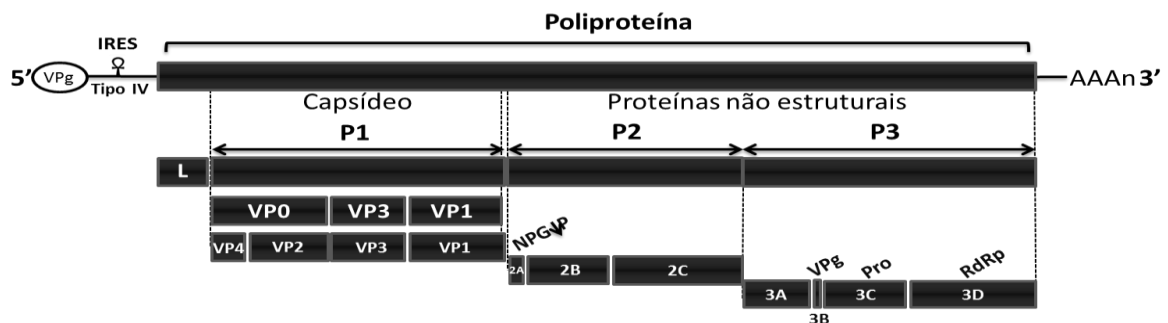 Poliproteína
IRES
5’ VPg Tipo IV AAAn 3’
Capsídeo Proteínas não estruturais
P1 P2 P3
L
VP0 VP3 VP1
VP4 VP2 VP3 VP1
NPG↓P
2A 2B 2C
VPg Pro RdRp
3A 3C 3D
3B